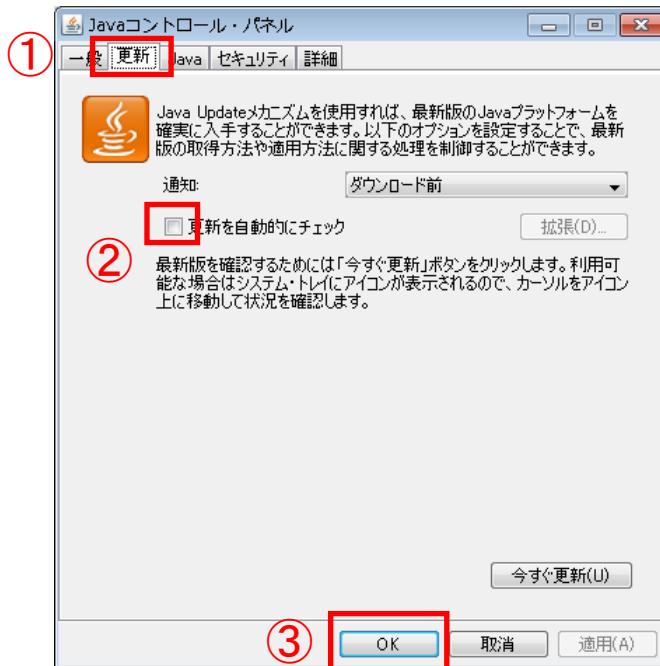 Javaコントロール・パネル
① 一般 更新 Java セキュリティ 詳細
Java Updateメカニズムを使用すれば、最新版のJavaプラットフォームを
確実に入手することができます。以下のオプションを設定することで、最新
版の取得方法や適用方法に関する処理を制御することができます。
通知: ダウンロード前
更新を自動的にチェック 拡張(D)...
②
最新版を確認するためには「今すぐ更新」ボタンをクリックします。利用可
能な場合はシステム・トレイにアイコンが表示されるので、カーソルをアイコン
上に移動して状況を確認します。
今すぐ更新(U)
③ OK 取消 適用(A)